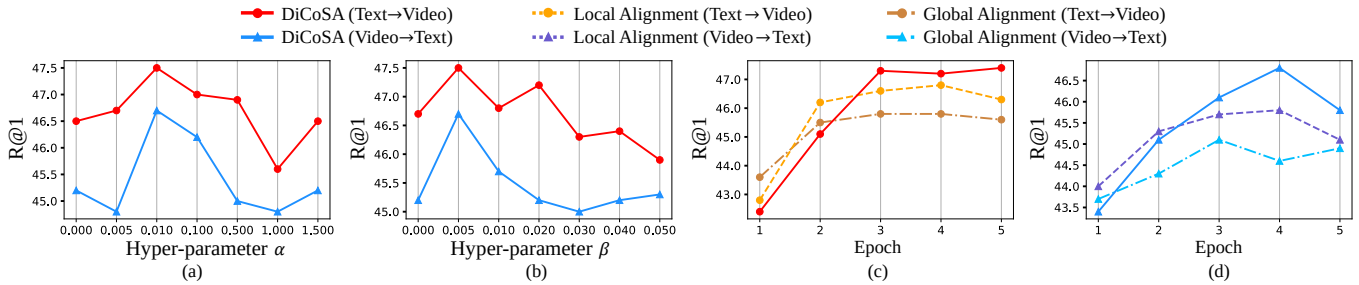 DiCoSA (Text→Video) Local Alignment (Text→Video) Global Alignment (Text→Video)
DiCoSA (Video→Text) Local Alignment (Video→Text) Global Alignment (Video→Text)
R@1
47.5
47.0
46.5
46.0
45.5
45.0
0.000 0.005 0.010 0.100 0.500 1.000 1.500
Hyper-parameter α
(a)
R@1
47.5
47.0
46.5
46.0
45.5
45.0
0.000 0.005 0.010 0.020 0.030 0.040 0.050
Hyper-parameter β
(b)
R@1
47.0
46.0
45.0
44.0
43.0
1 2 3 4 5
Epoch
(c)
R@1
46.5
46.0
45.5
45.0
44.5
44.0
43.5
1 2 3 4 5
Epoch
(d)